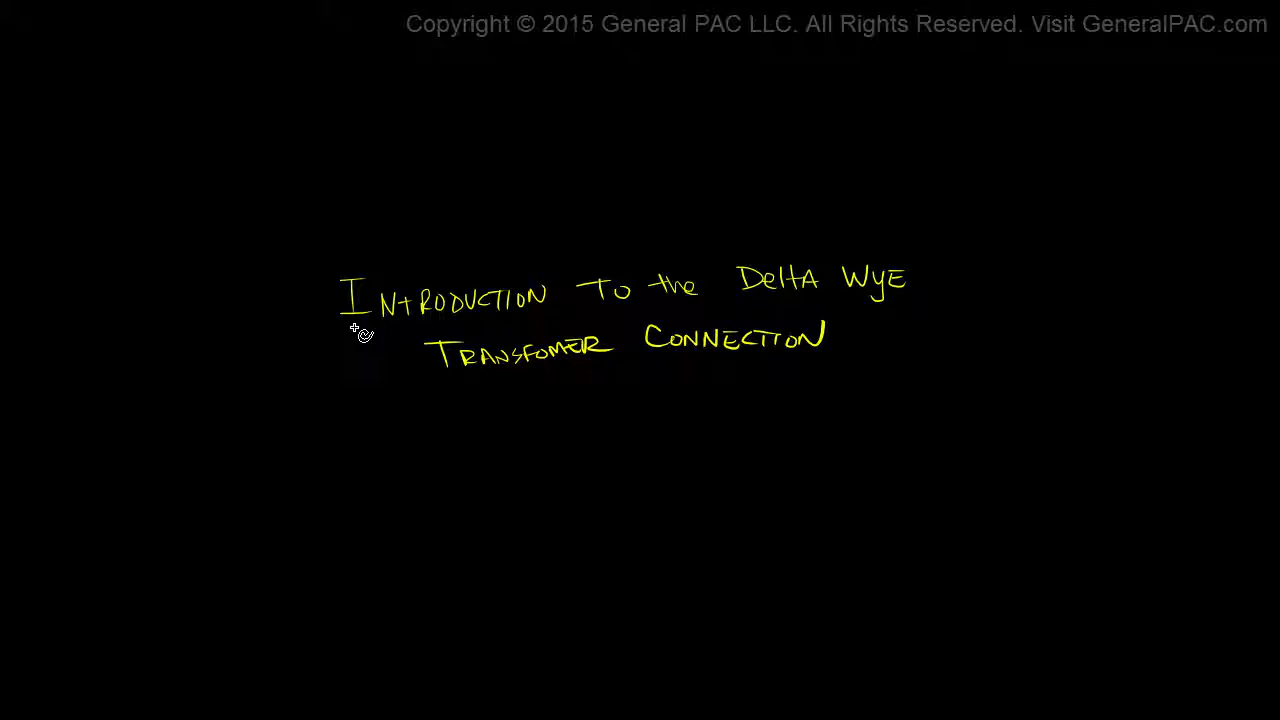 Copyright © 2015 General PAC LLC. All Rights Reserved. Visit GeneralPAC.com
INTRODUCTION TO the DeltA WyE
TRANSFOMER CONNECTION